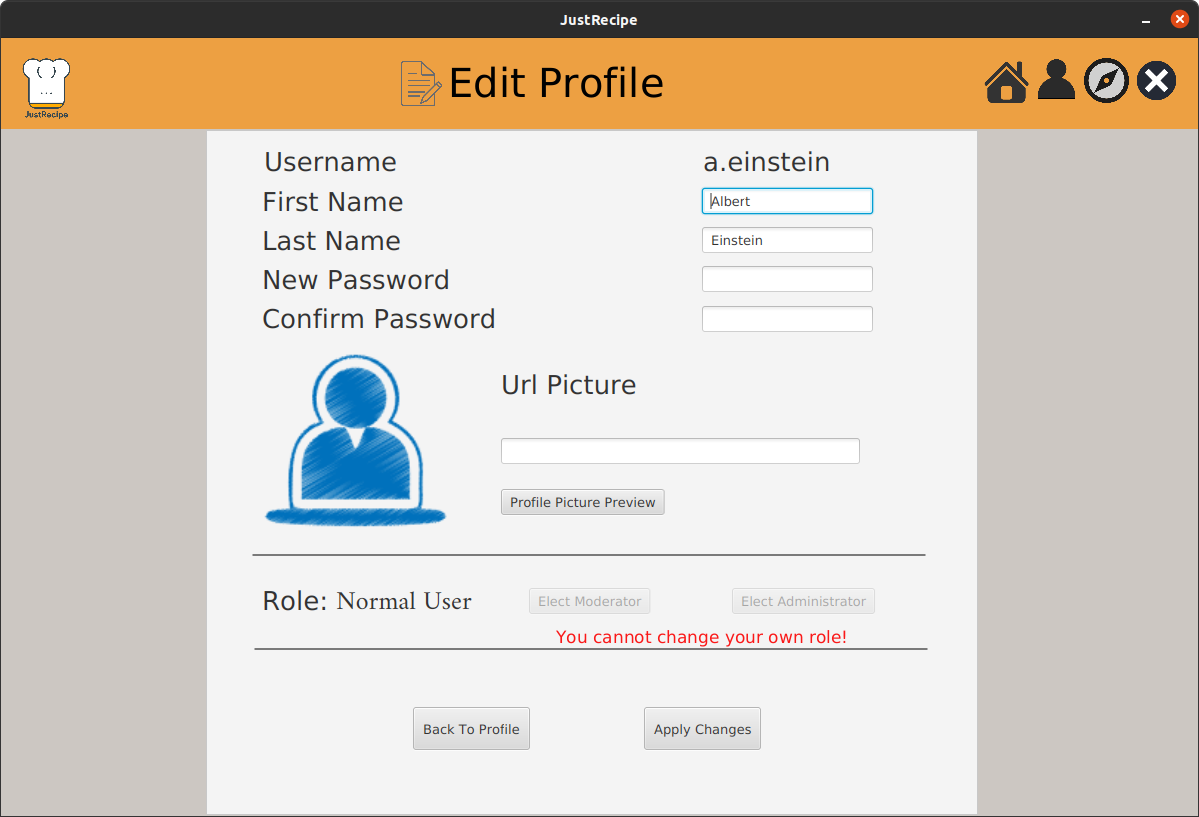 JustRecipe
JustRecipe
Edit Profile
Username a.einstein
First Name Albert
Last Name Einstein
New Password
Confirm Password
Url Picture
Profile Picture Preview
Role: Normal User Elect Moderator Elect Administrator
You cannot change your own role!
Back To Profile Apply Changes